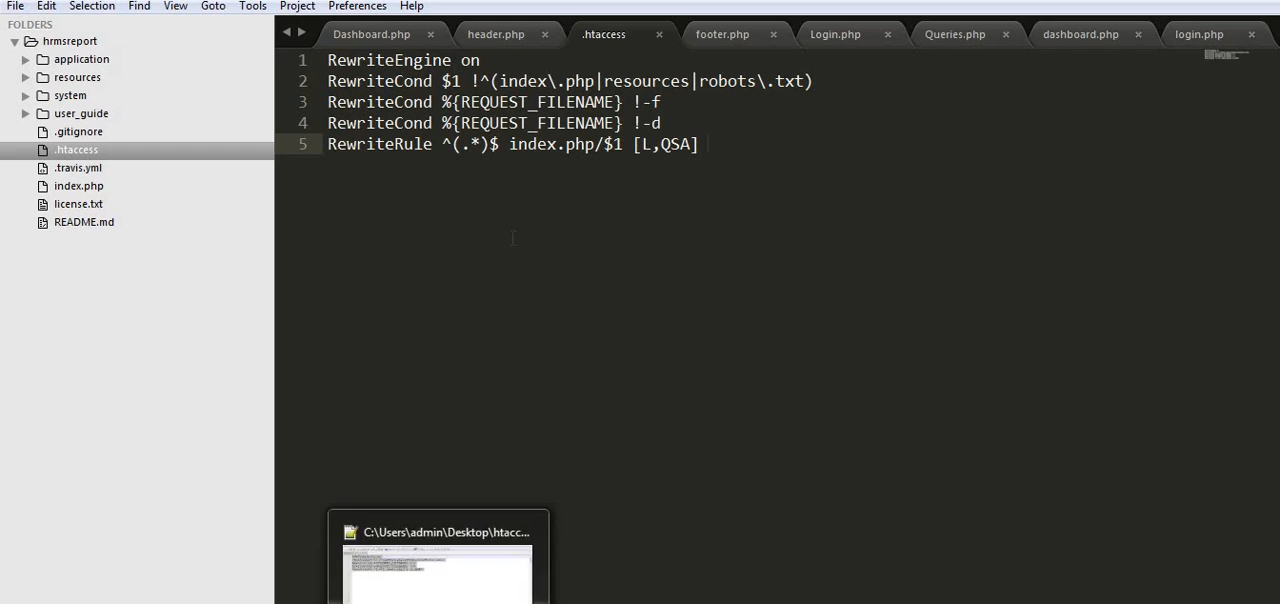 File Edit Selection Find View Goto Tools Project Preferences Help
FOLDERS
hrmsreport
application
resources
system
user_guide
.gitignore
.htaccess
.travis.yml
index.php
license.txt
README.md
Dashboard.php × header.php × .htaccess × footer.php × Login.php × Queries.php × dashboard.php × login.php ×
1 RewriteEngine on
2 RewriteCond $1 !^(index\.php|resources|robots\.txt)
3 RewriteCond %{REQUEST_FILENAME} !-f
4 RewriteCond %{REQUEST_FILENAME} !-d
5 RewriteRule ^(.*)$ index.php/$1 [L,QSA]
C:\Users\admin\Desktop\htacc...